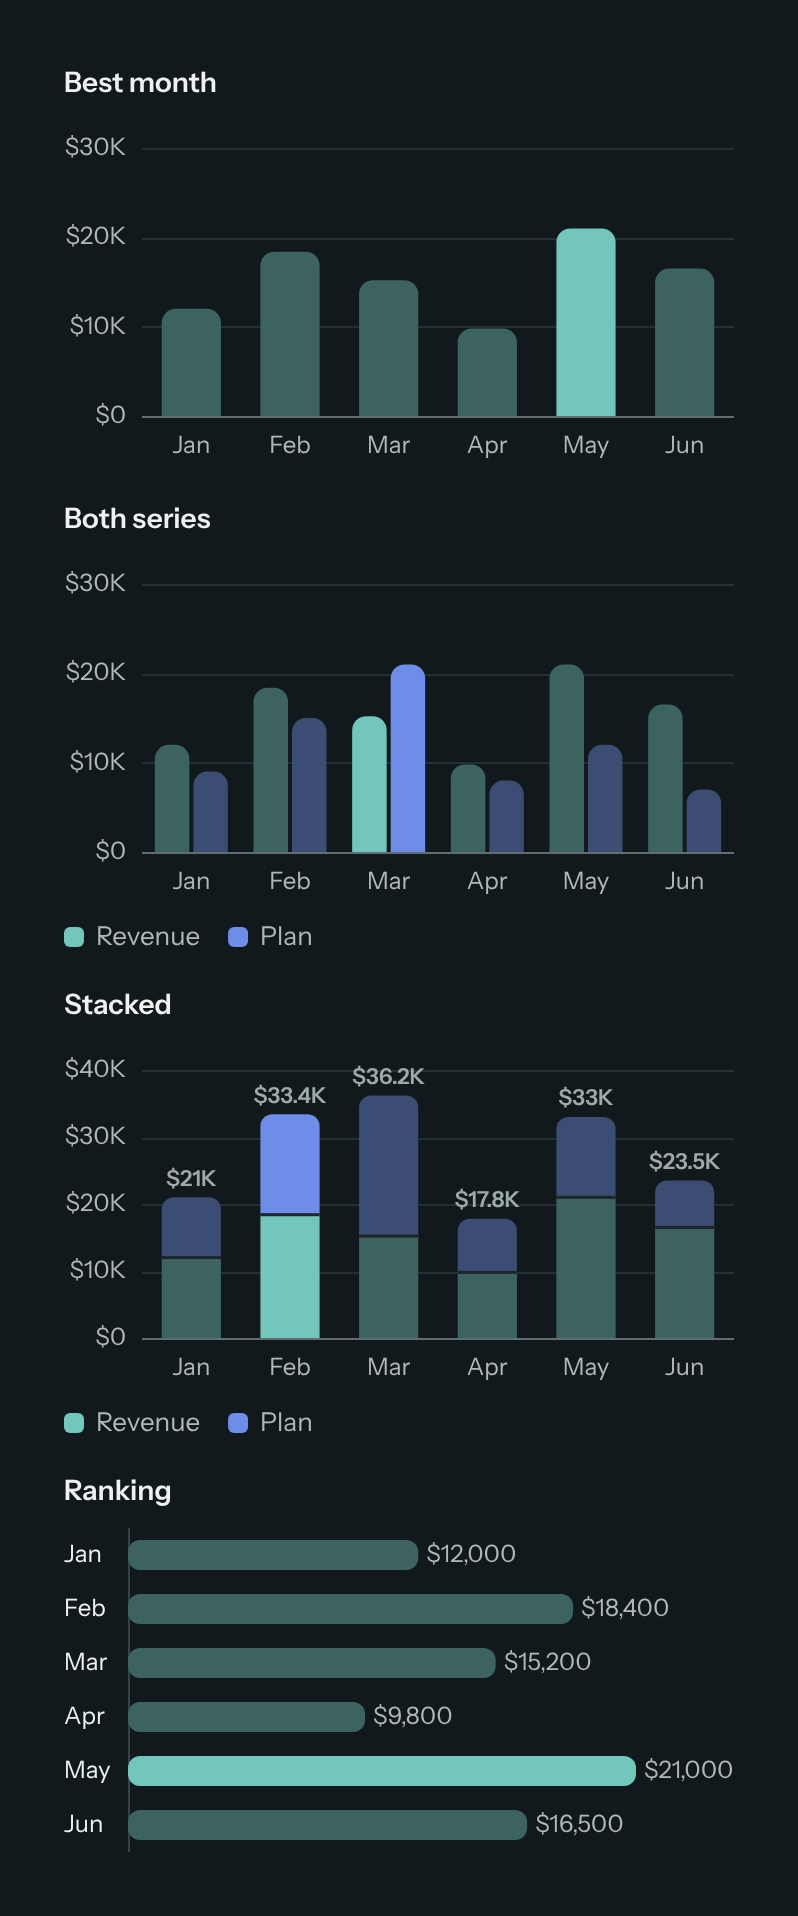 Best month
$30K
$20K
$10K
$0
Jan Feb Mar Apr May Jun
Both series
$30K
$20K
$10K
$0
Jan Feb Mar Apr May Jun
Revenue Plan
Stacked
$40K
$36.2K
$33.4K
$33K
$30K
$23.5K
$21K
$20K
$17.8K
$10K
$0
Jan Feb Mar Apr May Jun
Revenue Plan
Ranking
Jan $12,000
Feb $18,400
Mar $15,200
Apr $9,800
May $21,000
Jun $16,500